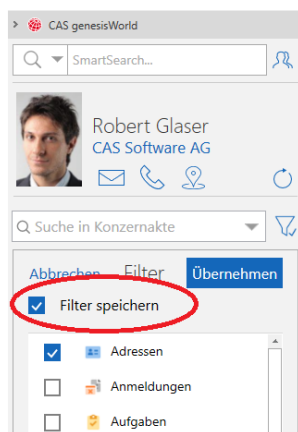 CAS genesisWorld
SmartSearch...
Robert Glaser
CAS Software AG
Suche in Konzernakte
Abbrechen Filter Übernehmen
Filter speichern
Adressen
Anmeldungen
Aufgaben